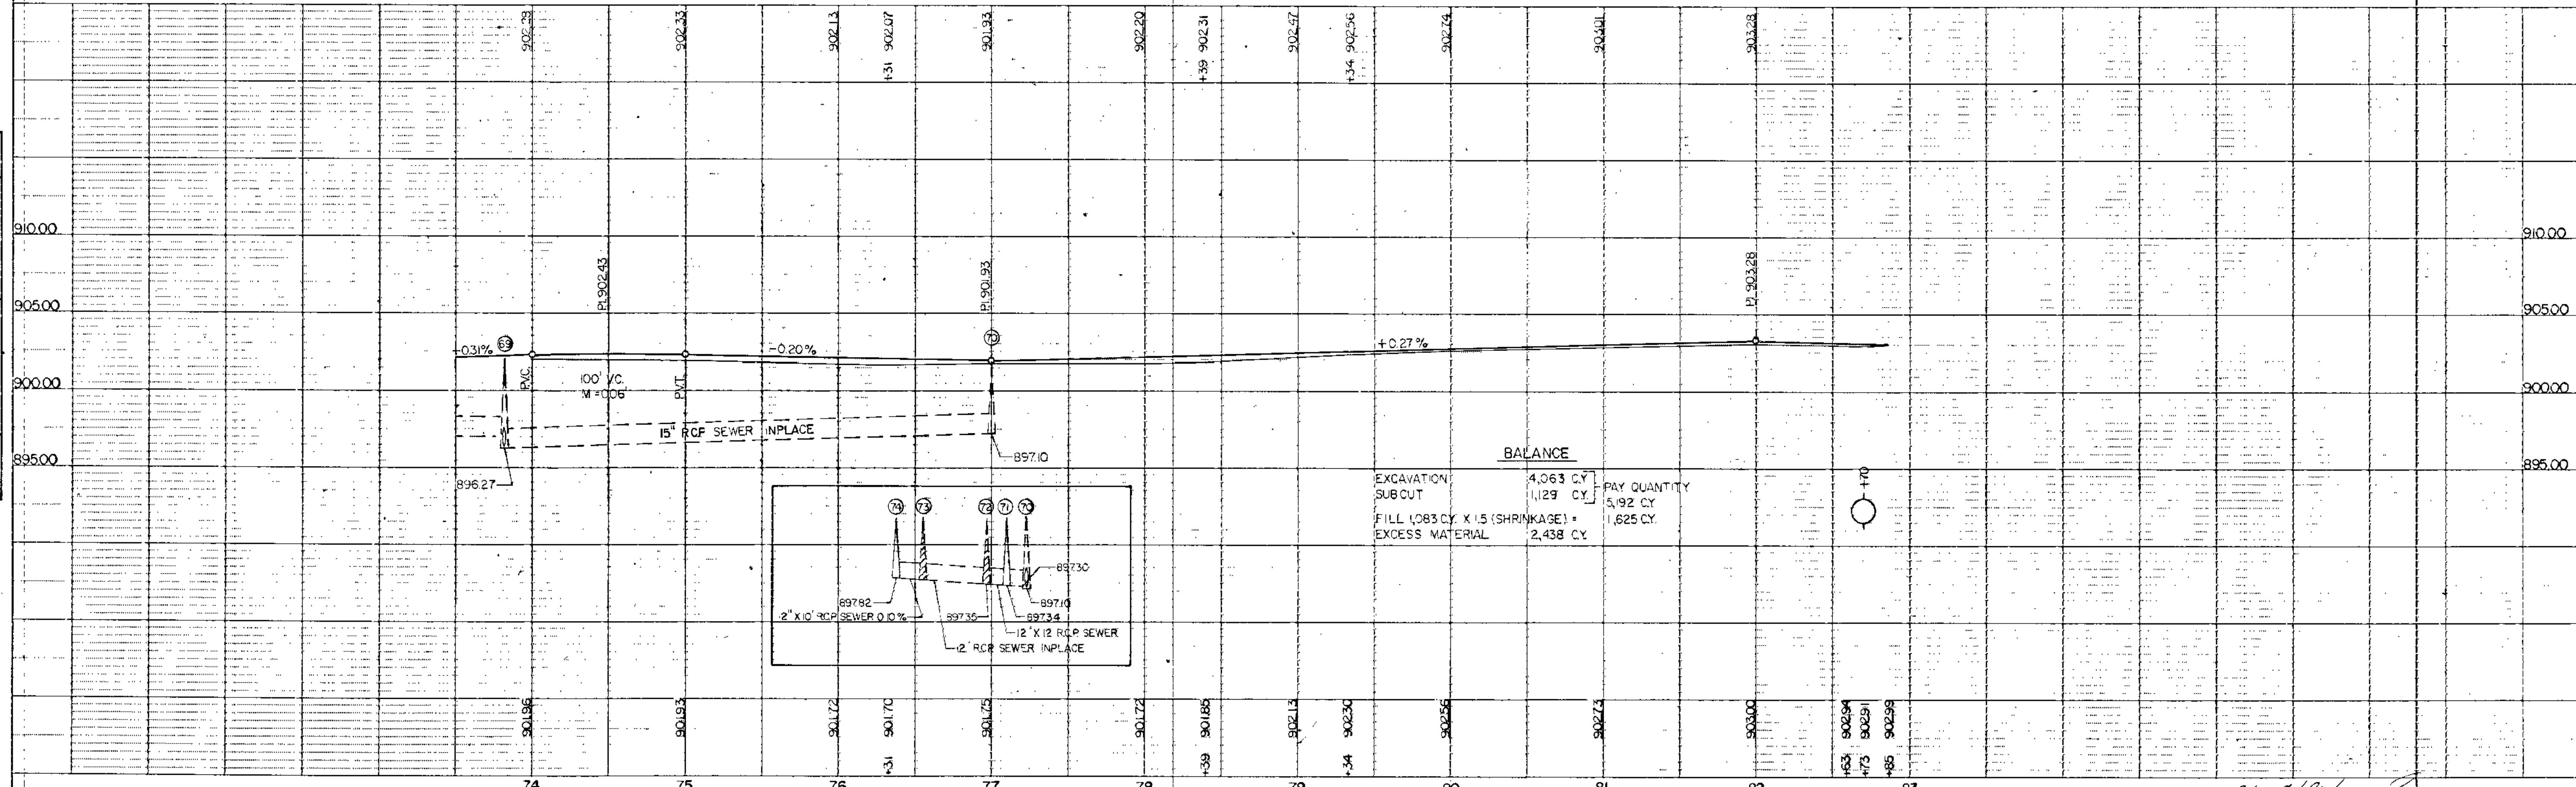 902.29
902.33
902.13
+31 902.07
901.93
902.20
+39 902.31
902.47
+34 902.56
902.74
903.01
903.28
910.00
910.00
P.I. 902.43
P.I. 901.93
P.I. 903.28
905.00
905.00
+0.31%
69
-0.20%
70
+0.27%
P.V.C.
100' V.C.
M = 0.06'
P.V.T.
900.00
900.00
15" RCP SEWER INPLACE
897.10
895.00
895.00
896.27
BALANCE
EXCAVATION 4,063 C.Y.
SUBCUT 1,129 C.Y.
PAY QUANTITY
5,192 C.Y.
FILL 1,083 C.Y. X 1.5 (SHRINKAGE) = 1,625 C.Y.
EXCESS MATERIAL 2,438 C.Y.
+70
74 73 72 71 70
897.30
897.82
897.10
12" X 10' RCP SEWER 0.10%
897.35
897.34
12" X 12' R.C.P. SEWER
12" R.C.P. SEWER INPLACE
901.96
901.93
901.72
+31 901.70
901.75
901.72
+39 901.85
902.13
+34 902.30
902.56
902.73
903.00
+63 902.94
+73 902.91
+85 902.99
74 75 76 77 78 79 80 81 82 83